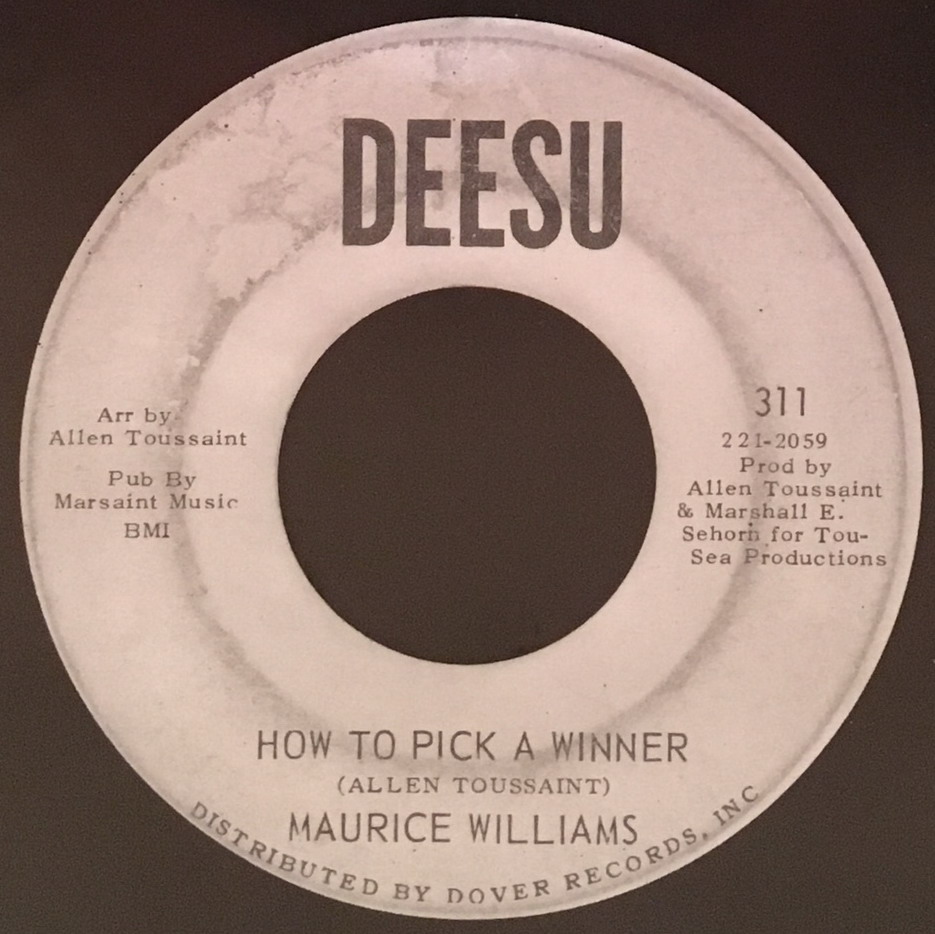 DEESU
Arr by
Allen Toussaint
Pub By
Marsaint Music
BMI
311
221-2059
Prod by
Allen Toussaint
& Marshall E.
Sehorn for Tou-
Sea Productions
HOW TO PICK A WINNER
(ALLEN TOUSSAINT)
MAURICE WILLIAMS
DISTRIBUTED BY DOVER RECORDS, INC